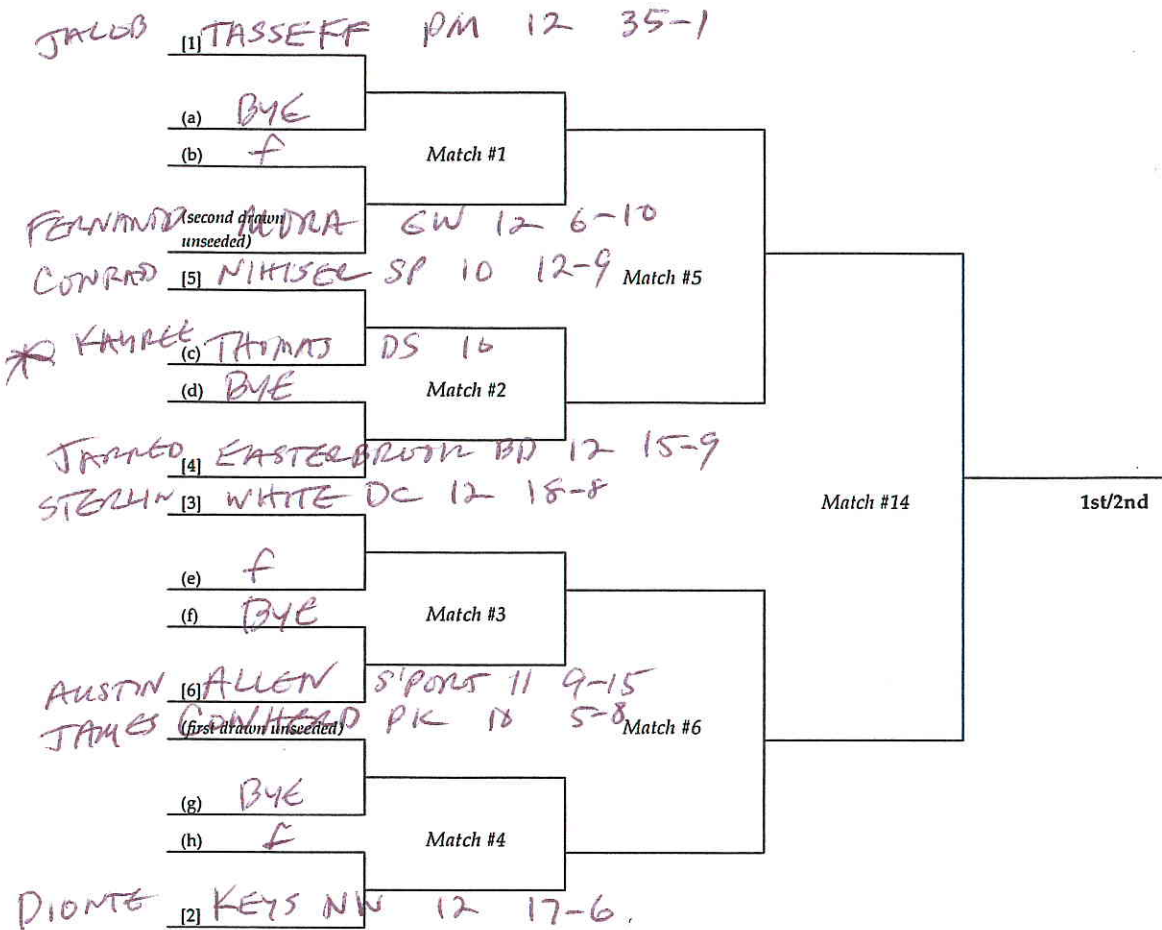 JACOB [1] TASSEFF PM 12 35-1
(a) BYE
(b) f
Match #1
FERNANDO (second drawn unseeded) MORA GW 12 6-10
CONRAD [5] NIHISER SP 10 12-9
Match #5
* KAHREE (c) THOMAS DS 10
(d) BYE
Match #2
JARRED [4] EASTERBROOK BD 12 15-9
STERLIN [3] WHITE DC 12 18-8
Match #14
1st/2nd
(e) f
(f) BYE
Match #3
AUSTIN [6] ALLEN S'PORT 11 9-15
JAMES (first drawn unseeded) COWHERD PK 10 5-8
Match #6
(g) BYE
(h) f
Match #4
DIONTE [2] KEYS NW 12 17-6.